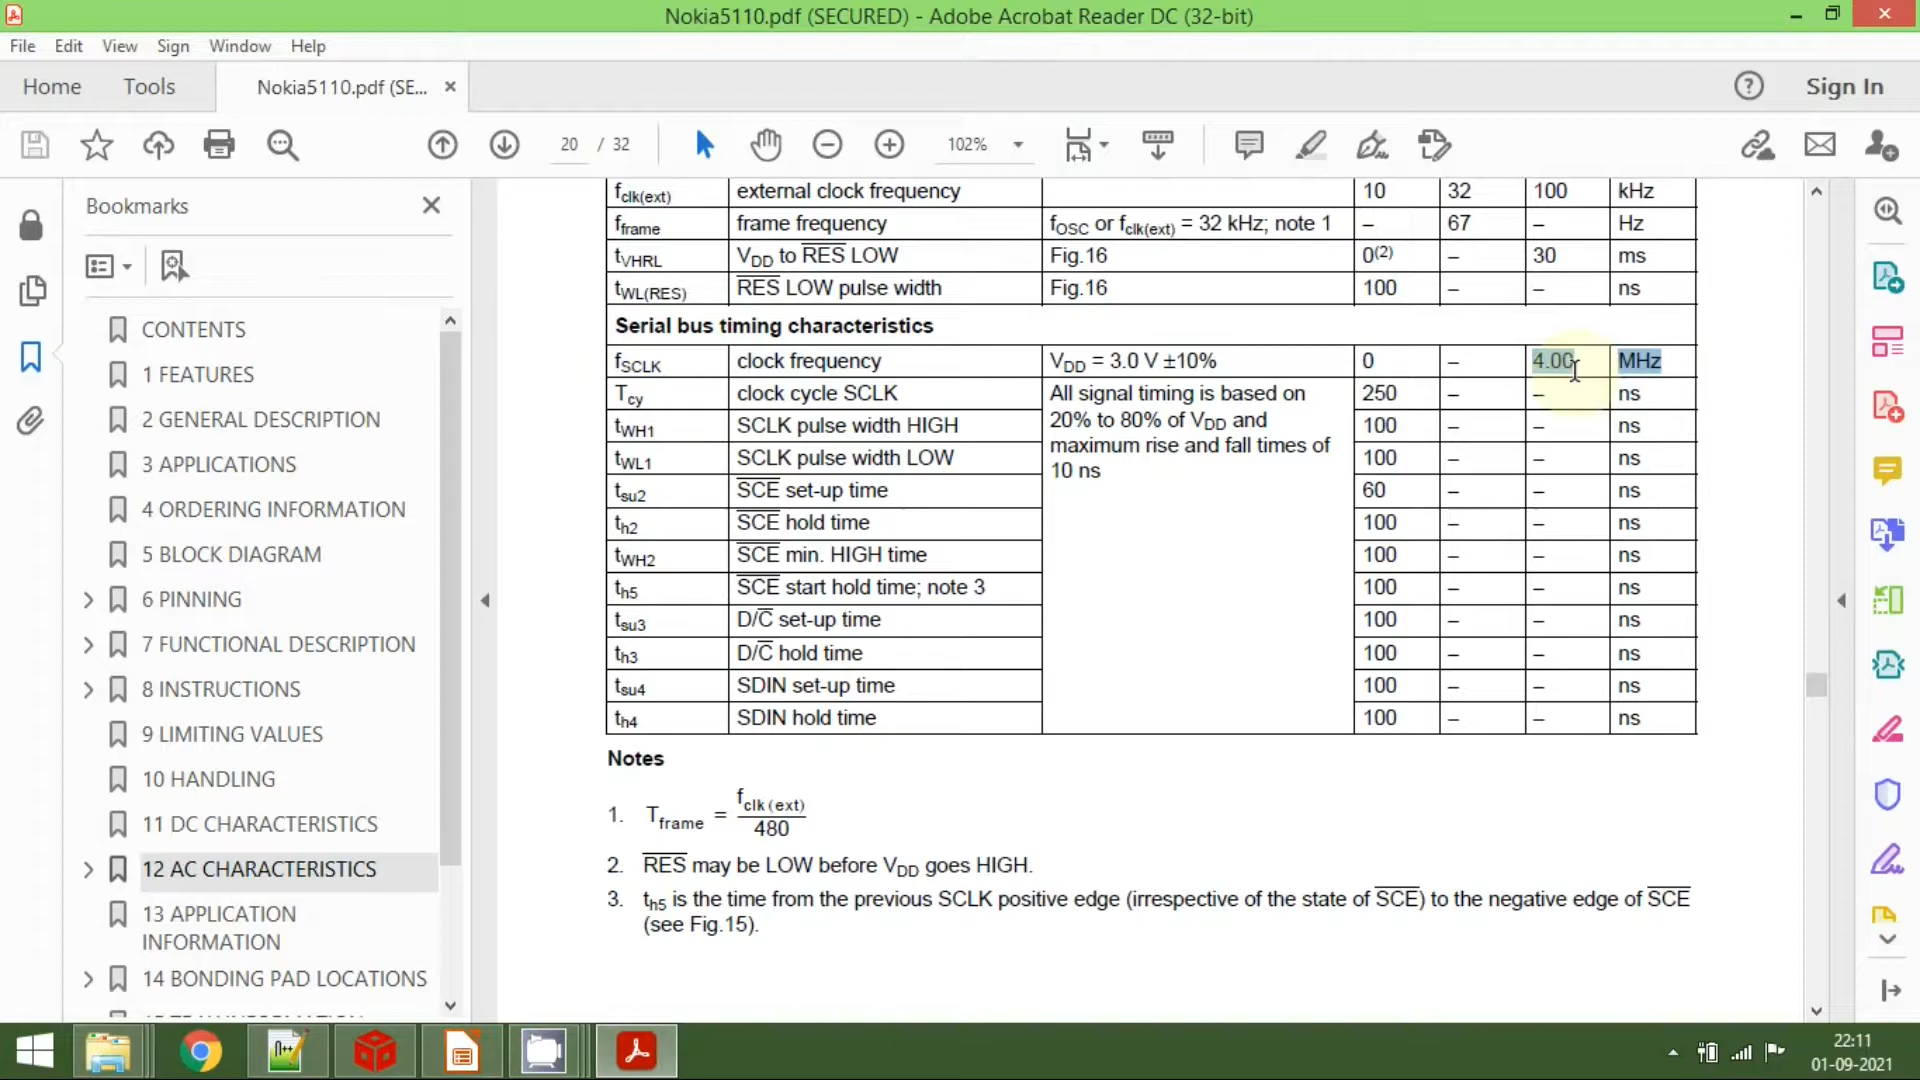 Nokia5110.pdf (SECURED) - Adobe Acrobat Reader DC (32-bit)
File Edit View Sign Window Help
Home Tools Nokia5110.pdf (SE... × Sign In
20 / 32 102%
Bookmarks
CONTENTS
1 FEATURES
2 GENERAL DESCRIPTION
3 APPLICATIONS
4 ORDERING INFORMATION
5 BLOCK DIAGRAM
6 PINNING
7 FUNCTIONAL DESCRIPTION
8 INSTRUCTIONS
9 LIMITING VALUES
10 HANDLING
11 DC CHARACTERISTICS
12 AC CHARACTERISTICS
13 APPLICATION
INFORMATION
14 BONDING PAD LOCATIONS
fclk(ext) external clock frequency 10 32 100 kHz
fframe frame frequency fOSC or fclk(ext) = 32 kHz; note 1 – 67 – Hz
tVHRL VDD to RES LOW Fig.16 0(2) – 30 ms
tWL(RES) RES LOW pulse width Fig.16 100 – – ns
Serial bus timing characteristics
fSCLK clock frequency VDD = 3.0 V ±10% 0 – 4.00 MHz
Tcy clock cycle SCLK All signal timing is based on 250 – – ns
20% to 80% of VDD and
tWH1 SCLK pulse width HIGH 100 – – ns
maximum rise and fall times of
tWL1 SCLK pulse width LOW 100 – – ns
10 ns
tsu2 SCE set-up time 60 – – ns
th2 SCE hold time 100 – – ns
tWH2 SCE min. HIGH time 100 – – ns
th5 SCE start hold time; note 3 100 – – ns
tsu3 D/C set-up time 100 – – ns
th3 D/C hold time 100 – – ns
tsu4 SDIN set-up time 100 – – ns
th4 SDIN hold time 100 – – ns
Notes
1. Tframe = fclk (ext)
480
2. RES may be LOW before VDD goes HIGH.
3. th5 is the time from the previous SCLK positive edge (irrespective of the state of SCE) to the negative edge of SCE
(see Fig.15).
22:11
01-09-2021